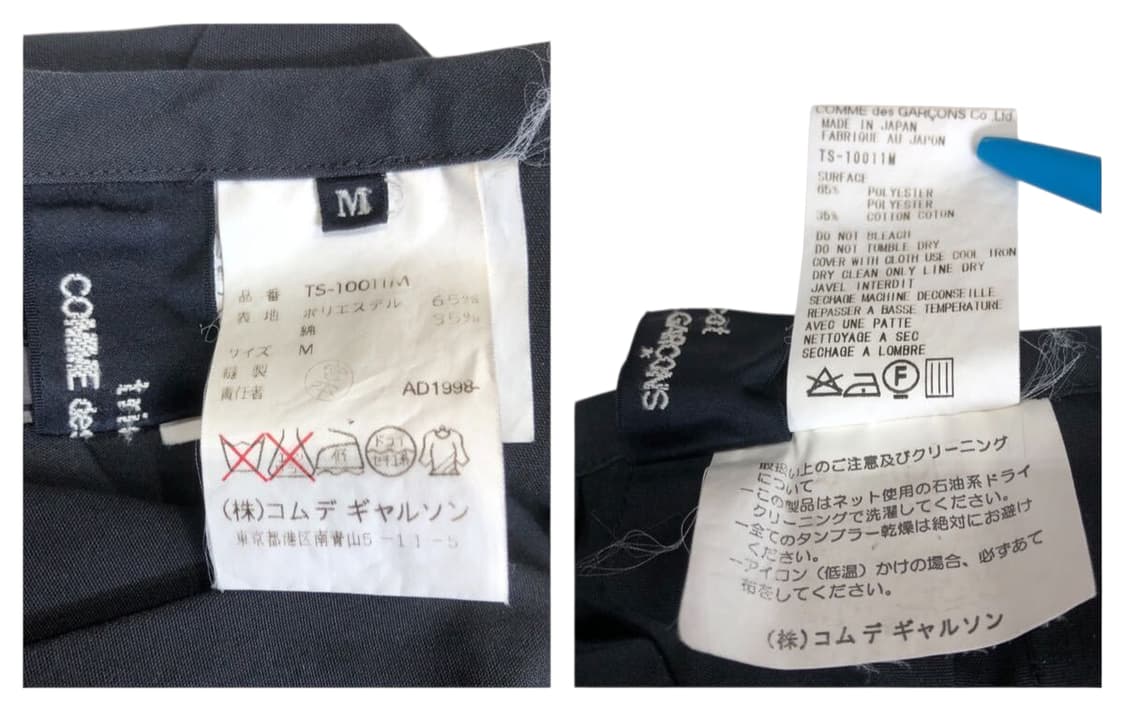 M
品番 TS-10011M
表地 ポリエステル 65%
綿 35%
サイズ M
縫製
責任者
AD1998-
低
ドライ
セキユ系
(株)コムデギャルソン
東京都港区南青山5-11-5
COMME des
COMME des GARÇONS Co.Ltd
MADE IN JAPAN
FABRIQUE AU JAPON
TS-10011M
SURFACE
65% POLYESTER
POLYESTER
35% COTTON COTON
DO NOT BLEACH
DO NOT TUMBLE DRY
COVER WITH CLOTH USE COOL IRON
DRY CLEAN ONLY LINE DRY
JAVEL INTERDIT
SECHAGE MACHINE DECONSEILLE
REPASSER A BASSE TEMPERATURE
AVEC UNE PATTE
NETTOYAGE A SEC
SECHAGE A LOMBRE
F
GARÇONS
取扱い上のご注意及びクリーニング
について
一この製品はネット使用の石油系ドライ
クリーニングで洗濯してください。
一全てのタンブラー乾燥は絶対にお避け
ください。
一アイロン(低温)かけの場合、必ずあて
布をしてください。
(株)コムデギャルソン